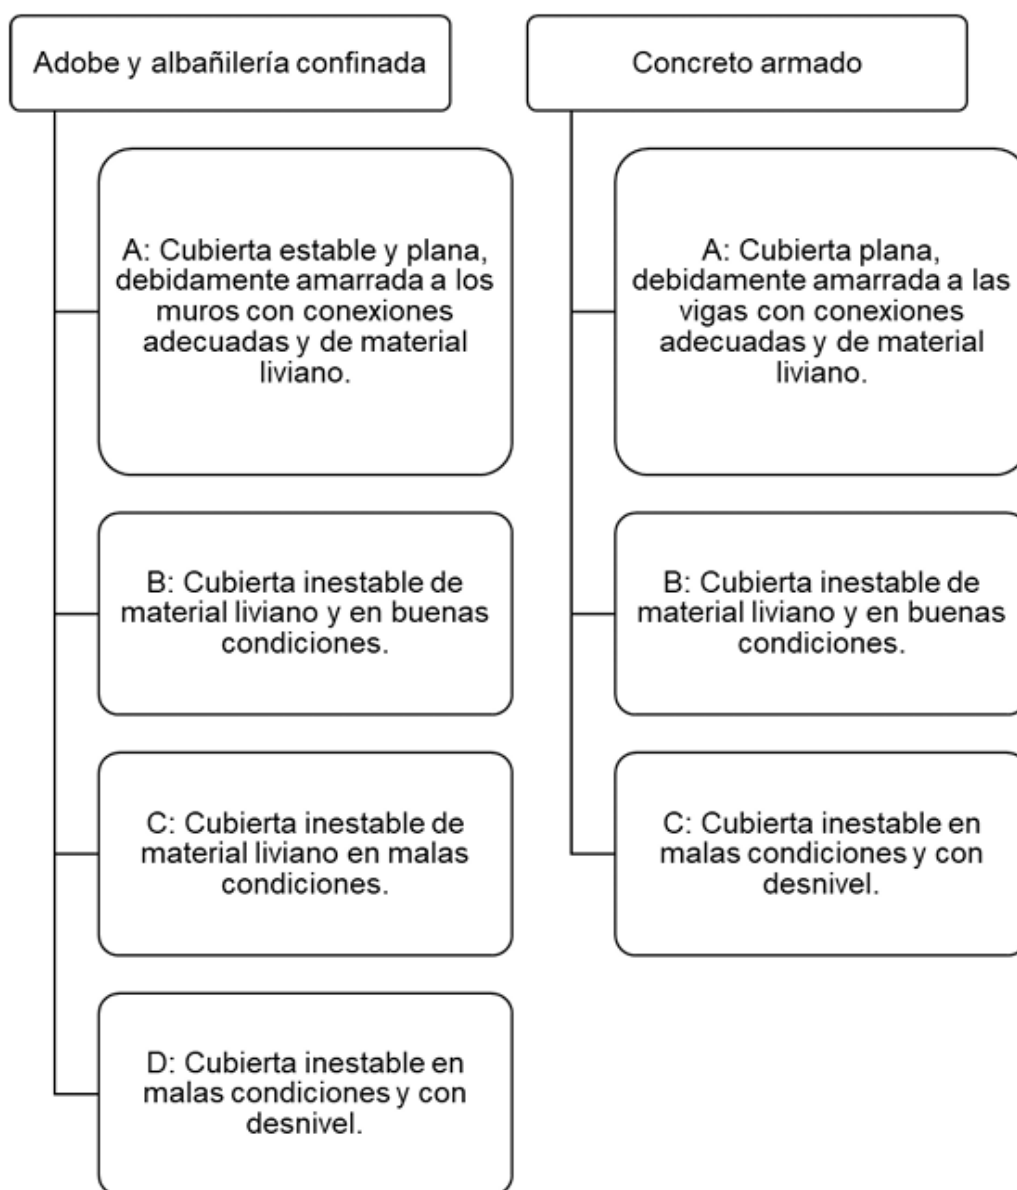 Adobe y albañilería confinada
A: Cubierta estable y plana,
debidamente amarrada a los
muros con conexiones
adecuadas y de material
liviano.
B: Cubierta inestable de
material liviano y en buenas
condiciones.
C: Cubierta inestable de
material liviano en malas
condiciones.
D: Cubierta inestable en
malas condiciones y con
desnivel.
Concreto armado
A: Cubierta plana,
debidamente amarrada a las
vigas con conexiones
adecuadas y de material
liviano.
B: Cubierta inestable de
material liviano y en buenas
condiciones.
C: Cubierta inestable en
malas condiciones y con
desnivel.